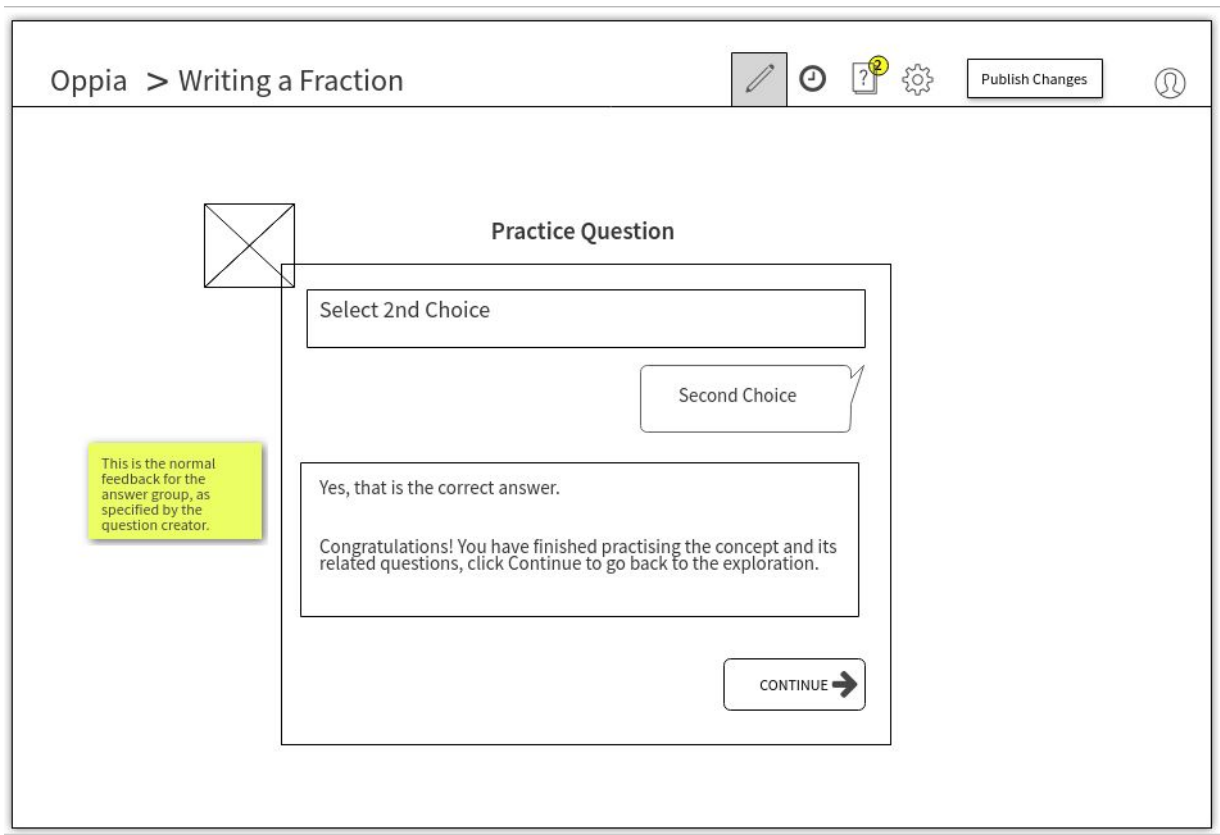 Oppia > Writing a Fraction
?
2
Publish Changes
Practice Question
Select 2nd Choice
Second Choice
This is the normal
feedback for the
answer group, as
specified by the
question creator.
Yes, that is the correct answer.
Congratulations! You have finished practising the concept and its
related questions, click Continue to go back to the exploration.
CONTINUE